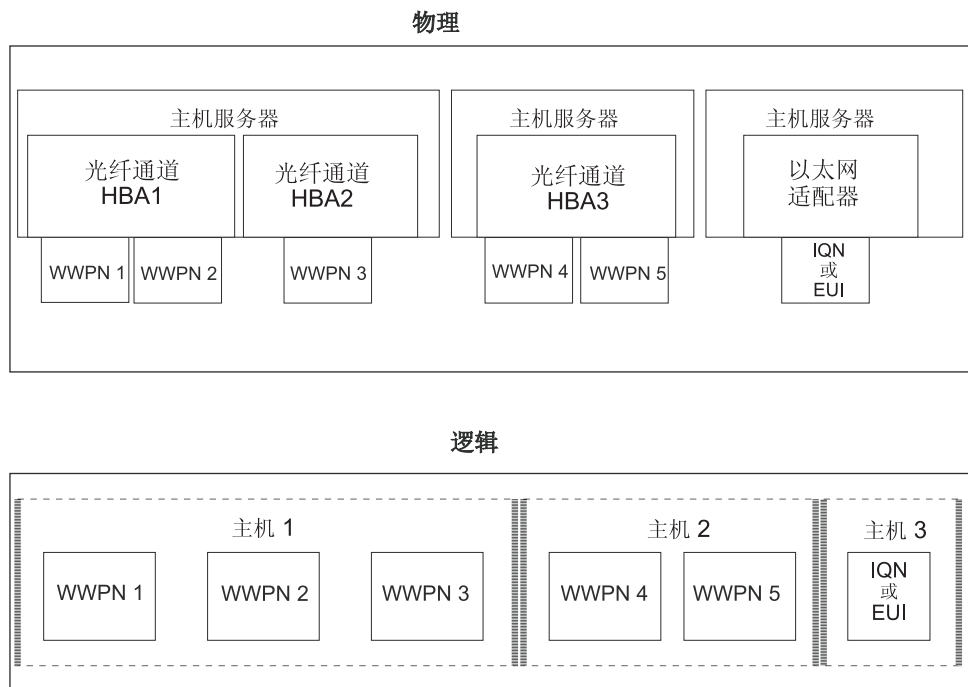 物理
主机服务器
主机服务器
主机服务器
光纤通道
HBA1
光纤通道
HBA2
光纤通道
HBA3
以太网
适配器
WWPN 1
WWPN 2
WWPN 3
WWPN 4
WWPN 5
IQN
或
EUI
逻辑
主机 1
主机 2
主机 3
WWPN 1
WWPN 2
WWPN 3
WWPN 4
WWPN 5
IQN
或
EUI